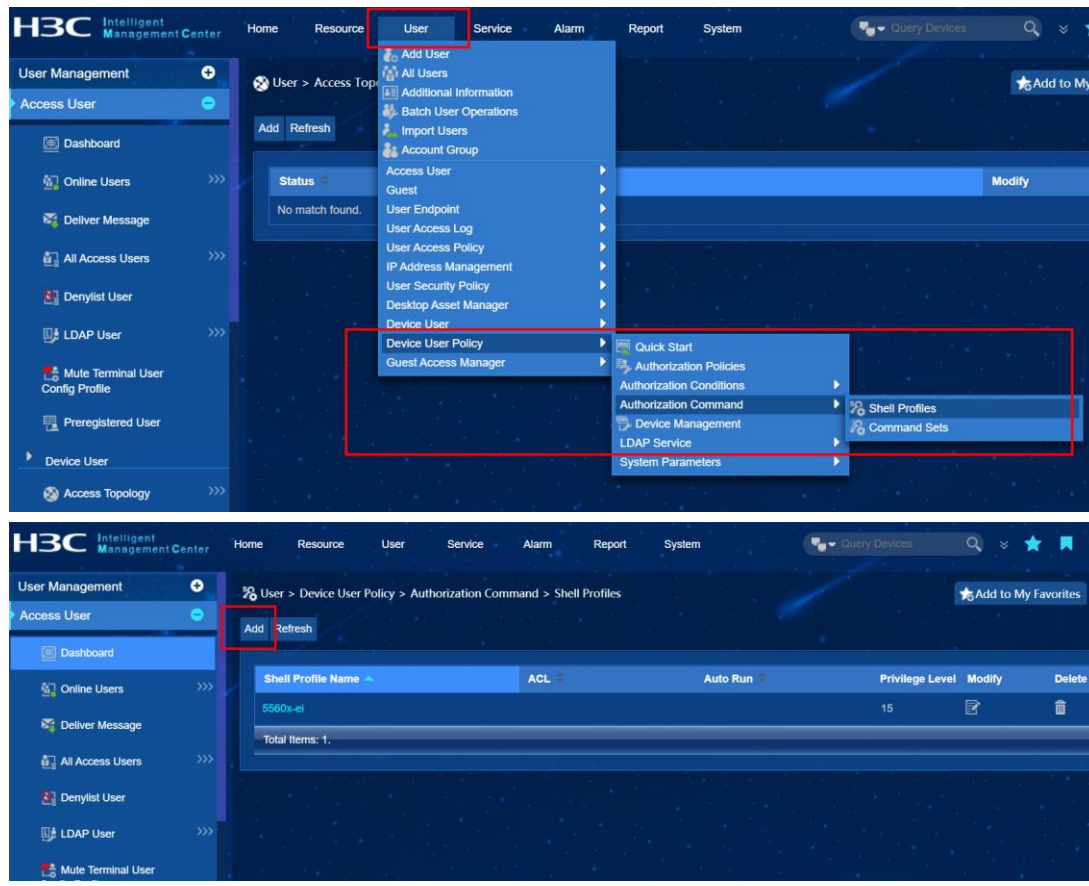 H3C Intelligent Management Center
Home Resource User Service Alarm Report System
Query Devices
User Management
Access User
Dashboard
Online Users >>>
Deliver Message
All Access Users >>>
Denylist User
LDAP User >>>
Mute Terminal User
Config Profile
Preregistered User
Device User
Access Topology >>>
User > Access Top
Add to My
Add Refresh
Status
Modify
No match found.
Add User
All Users
Additional Information
Batch User Operations
Import Users
Account Group
Access User
Guest
User Endpoint
User Access Log
User Access Policy
IP Address Management
User Security Policy
Desktop Asset Manager
Device User
Device User Policy
Guest Access Manager
Quick Start
Authorization Policies
Authorization Conditions
Authorization Command
Device Management
LDAP Service
System Parameters
Shell Profiles
Command Sets
H3C Intelligent Management Center
Home Resource User Service Alarm Report System
Query Devices
User Management
Access User
Dashboard
Online Users >>>
Deliver Message
All Access Users >>>
Denylist User
LDAP User >>>
Mute Terminal User
User > Device User Policy > Authorization Command > Shell Profiles
Add to My Favorites
Add Refresh
Shell Profile Name ACL Auto Run Privilege Level Modify Delete
5560x-ei 15
Total Items: 1.